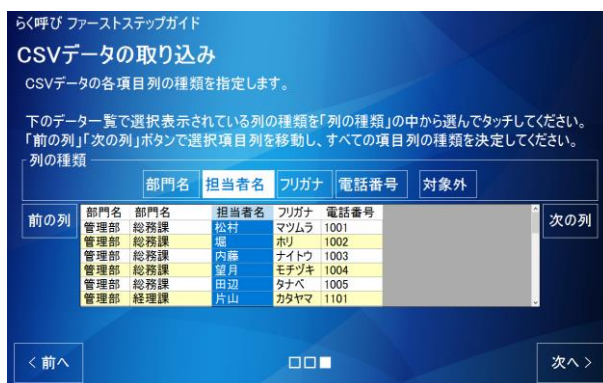 らく呼び ファーストステップガイド
CSVデータの取り込み
CSVデータの各項目列の種類を指定します。
下のデータ一覧で選択表示されている列の種類を「列の種類」の中から選んでタッチしてください。
「前の列」「次の列」ボタンで選択項目列を移動し、すべての項目列の種類を決定してください。
列の種類
部門名 担当者名 フリガナ 電話番号 対象外
前の列
部門名 部門名 担当者名 フリガナ 電話番号
管理部 総務課 松村 マツムラ 1001
管理部 総務課 堀 ホリ 1002
管理部 総務課 内藤 ナイトウ 1003
管理部 総務課 望月 モチヅキ 1004
管理部 総務課 田辺 タナベ 1005
管理部 経理課 片山 カタヤマ 1101
次の列
< 前へ
次へ >